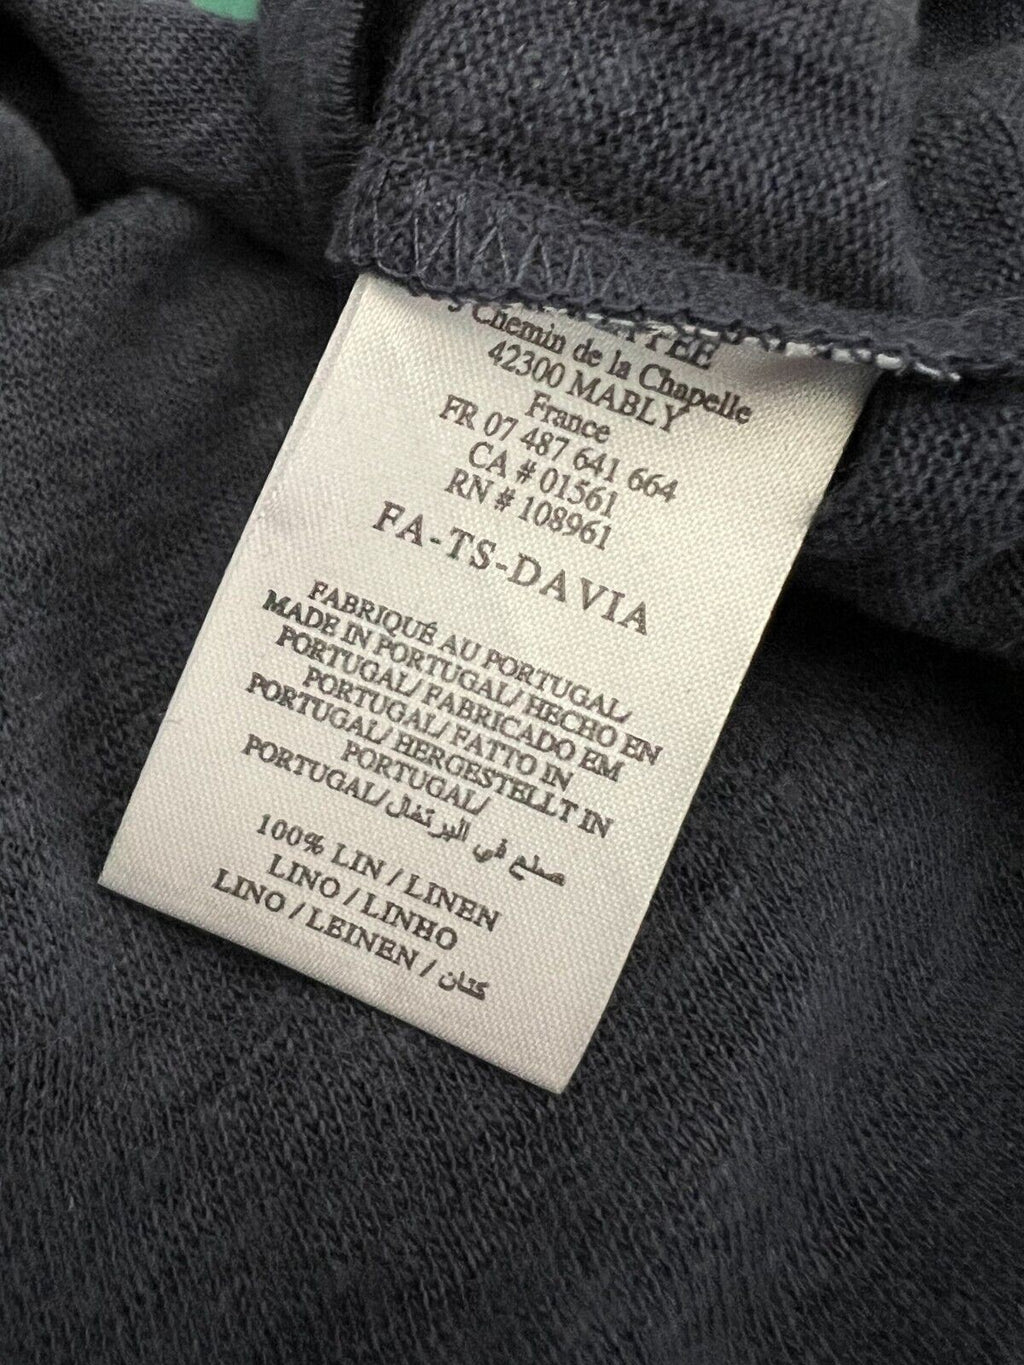 Chemin de la Chapelle
42300 MABLY
France
FR 07 487 641 664
CA # 01561
RN # 108961
FA-TS-DAVIA
FABRIQUÉ AU PORTUGAL/
MADE IN PORTUGAL/ HECHO EN
PORTUGAL/ FABRICADO EM
PORTUGAL/ FATTO IN
PORTUGAL/ HERGESTELLT IN
PORTUGAL/
PORTUGAL/ صنع في البرتغال
100% LIN / LINEN
LINO / LINHO
LINO / LEINEN / كتان